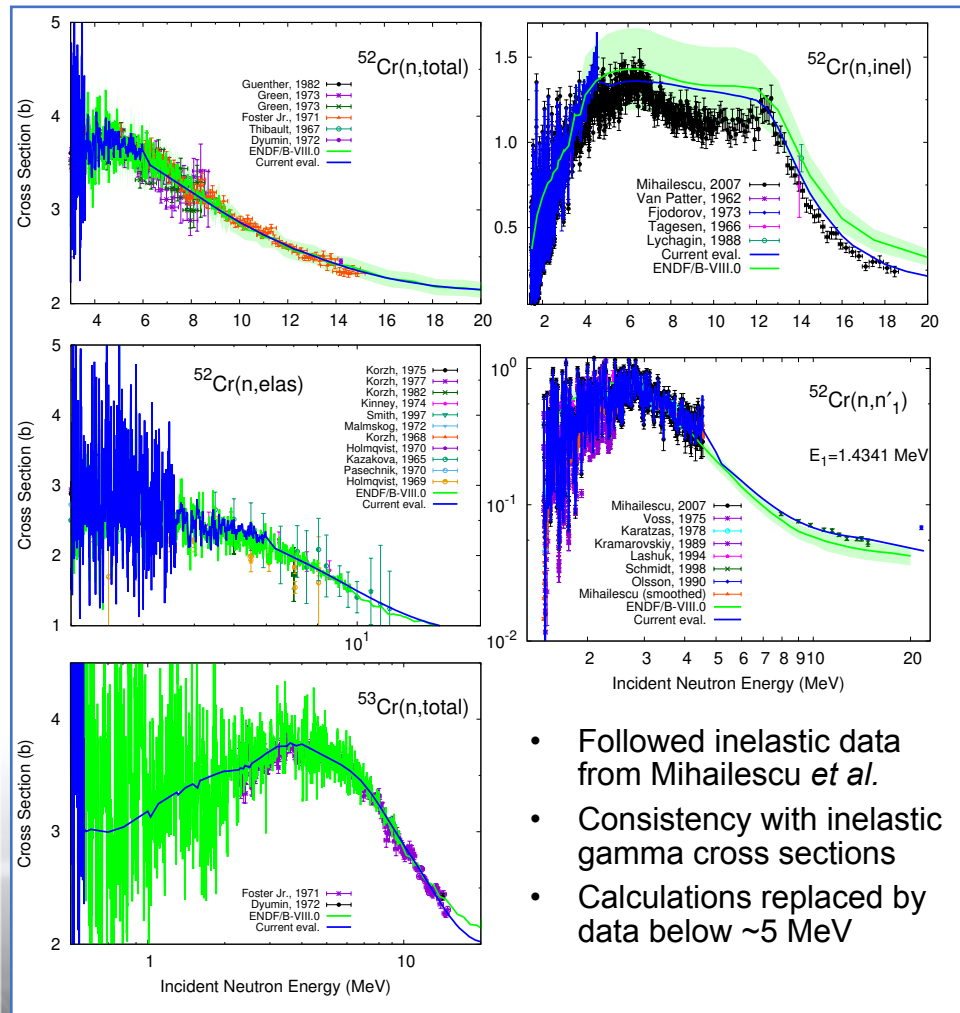 5
4
3
2
Cross Section (b)
⁵²Cr(n,total)
Guenther, 1982
Green, 1973
Green, 1973
Foster Jr., 1971
Thibault, 1967
Dyumin, 1972
ENDF/B-VIII.0
Current eval.
4 6 8 10 12 14 16 18 20
1.5
1.0
0.5
⁵²Cr(n,inel)
Mihailescu, 2007
Van Patter, 1962
Fjodorov, 1973
Tagesen, 1966
Lychagin, 1988
Current eval.
ENDF/B-VIII.0
2 4 6 8 10 12 14 16 18 20
5
4
3
2
1
Cross Section (b)
⁵²Cr(n,elas)
Korzh, 1975
Korzh, 1977
Korzh, 1982
Kinney, 1974
Smith, 1997
Malmskog, 1972
Korzh, 1968
Holmqvist, 1970
Kazakova, 1965
Pasechnik, 1970
Holmqvist, 1969
ENDF/B-VIII.0
Current eval.
10¹
10⁰
10⁻¹
10⁻²
⁵²Cr(n,n′₁)
E₁=1.4341 MeV
Mihailescu, 2007
Voss, 1975
Karatzas, 1978
Kramarovskiy, 1989
Lashuk, 1994
Schmidt, 1998
Olsson, 1990
Mihailescu (smoothed)
ENDF/B-VIII.0
Current eval.
2 3 4 5 6 7 8 9 10 20
Incident Neutron Energy (MeV)
4
3
2
Cross Section (b)
⁵³Cr(n,total)
Foster Jr., 1971
Dyumin, 1972
ENDF/B-VIII.0
Current eval.
1 10
Incident Neutron Energy (MeV)
• Followed inelastic data
from Mihailescu et al.
• Consistency with inelastic
gamma cross sections
• Calculations replaced by
data below ~5 MeV